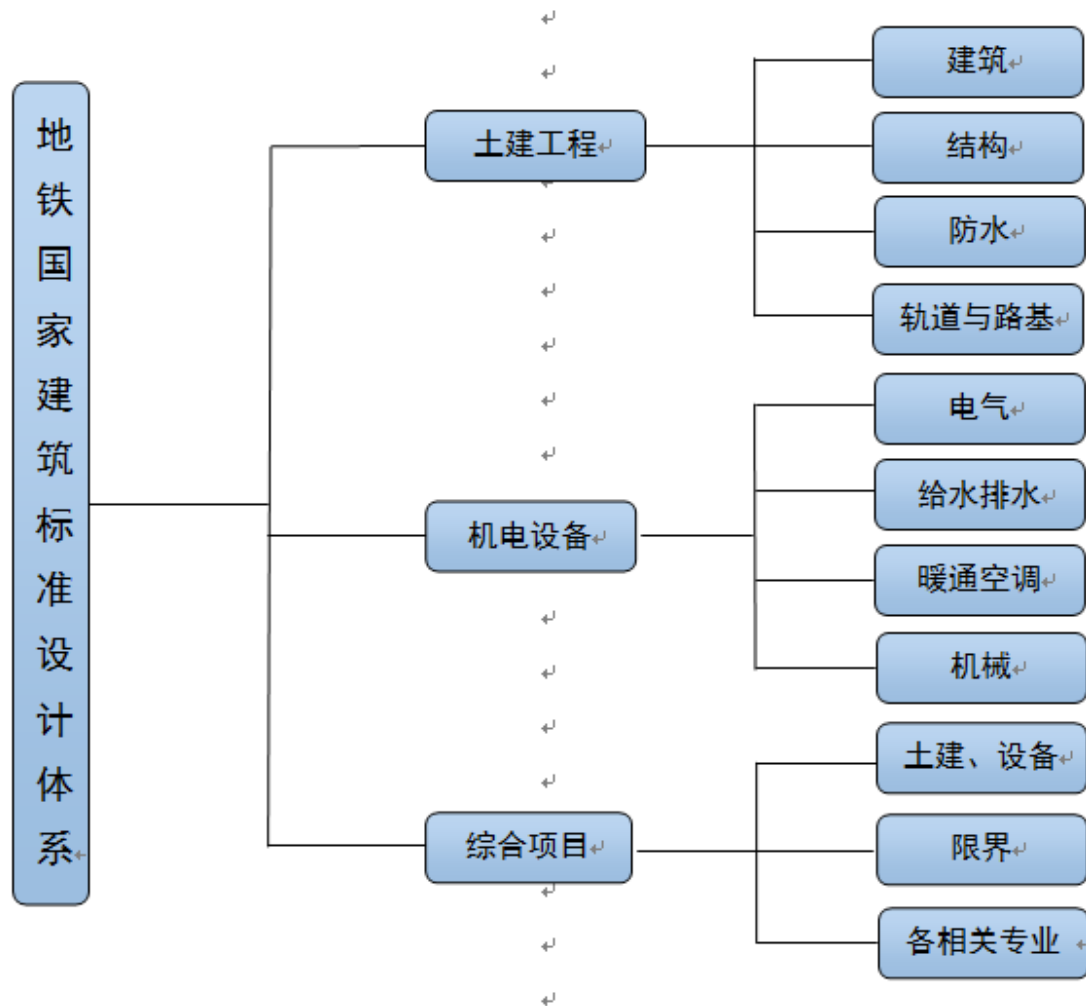 地铁国家建筑标准设计体系
土建工程
建筑
结构
防水
轨道与路基
机电设备
电气
给水排水
暖通空调
机械
综合项目
土建、设备
限界
各相关专业